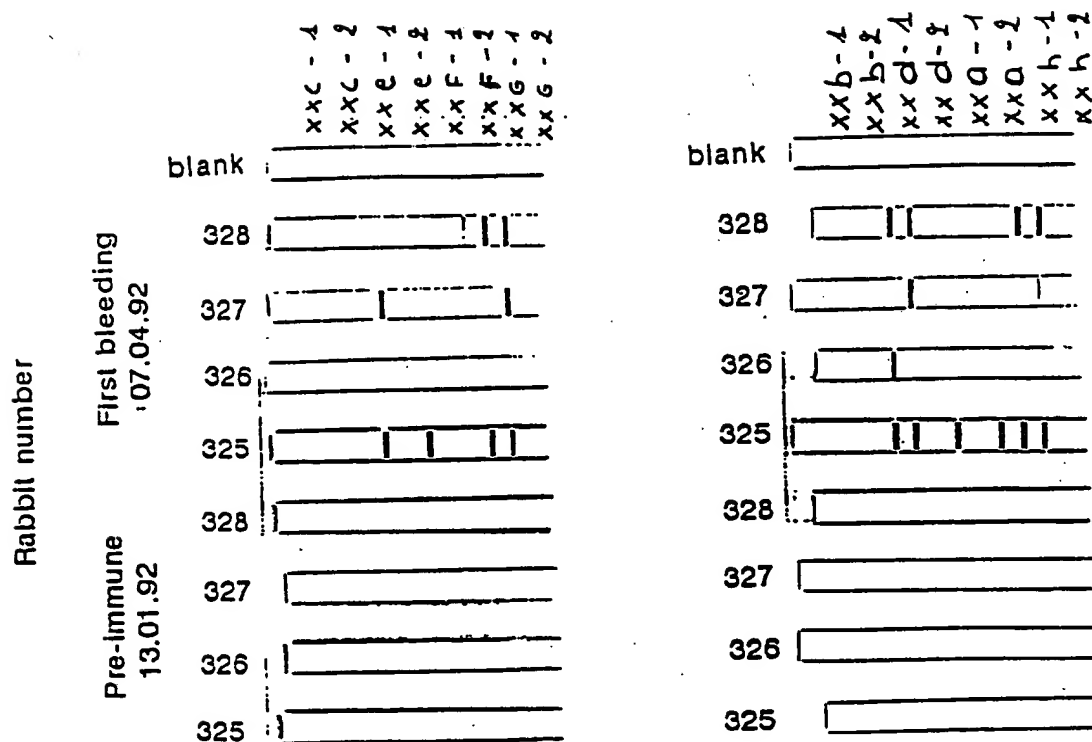 xxc-1
xxc-2
xxe-1
xxe-2
xxF-1
xxF-2
xxG-1
xxG-2
xxb-1
xxb-2
xxd-1
xxd-2
xxa-1
xxa-2
xxh-1
xxh-2
blank
328
327
326
325
328
327
326
325
blank
328
327
326
325
328
327
326
325
Rabbit number
First bleeding
07.04.92
Pre-immune
13.01.92